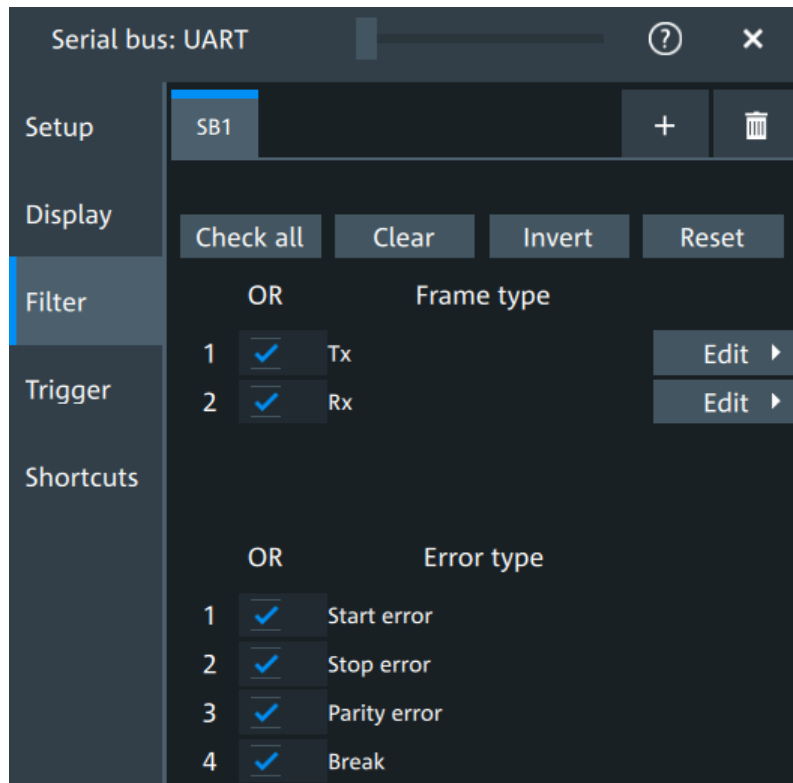 Serial bus: UART ? ×
Setup SB1 +
Display
Check all Clear Invert Reset
Filter OR Frame type
1 Tx Edit
Trigger 2 Rx Edit
Shortcuts
OR Error type
1 Start error
2 Stop error
3 Parity error
4 Break